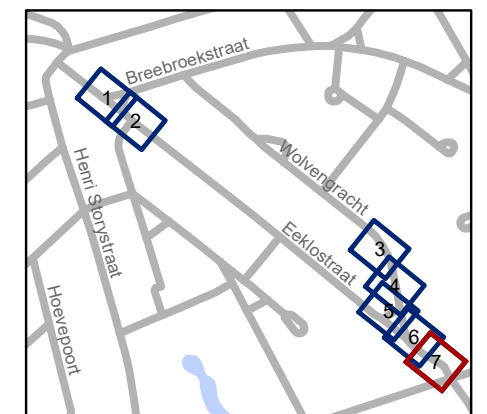 Breebroekstraat
1
2
Wolvengracht
Henri Storystraat
Eeklostraat
3
4
5
6
7
Hoevepoort